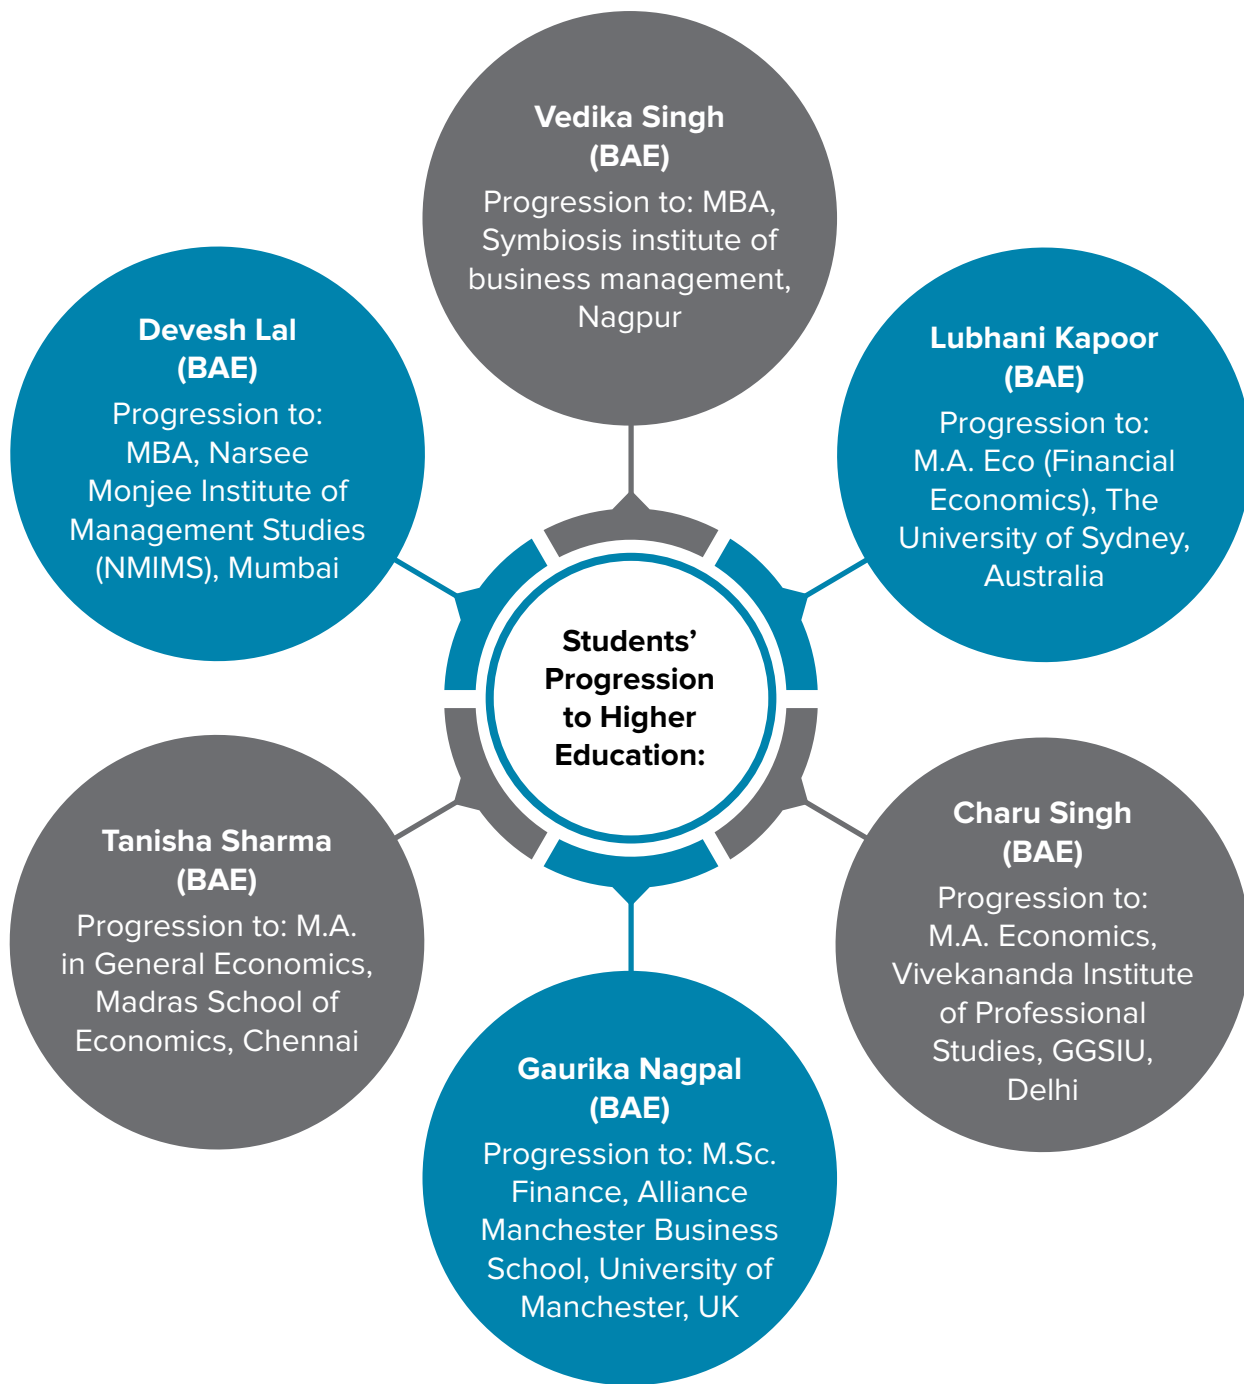 Vedika Singh
(BAE)
Progression to: MBA,
Symbiosis institute of
business management,
Nagpur
Devesh Lal
(BAE)
Progression to:
MBA, Narsee
Monjee Institute of
Management Studies
(NMIMS), Mumbai
Lubhani Kapoor
(BAE)
Progression to:
M.A. Eco (Financial
Economics), The
University of Sydney,
Australia
Students’
Progression
to Higher
Education:
Tanisha Sharma
(BAE)
Progression to: M.A.
in General Economics,
Madras School of
Economics, Chennai
Charu Singh
(BAE)
Progression to:
M.A. Economics,
Vivekananda Institute
of Professional
Studies, GGSIU,
Delhi
Gaurika Nagpal
(BAE)
Progression to: M.Sc.
Finance, Alliance
Manchester Business
School, University of
Manchester, UK